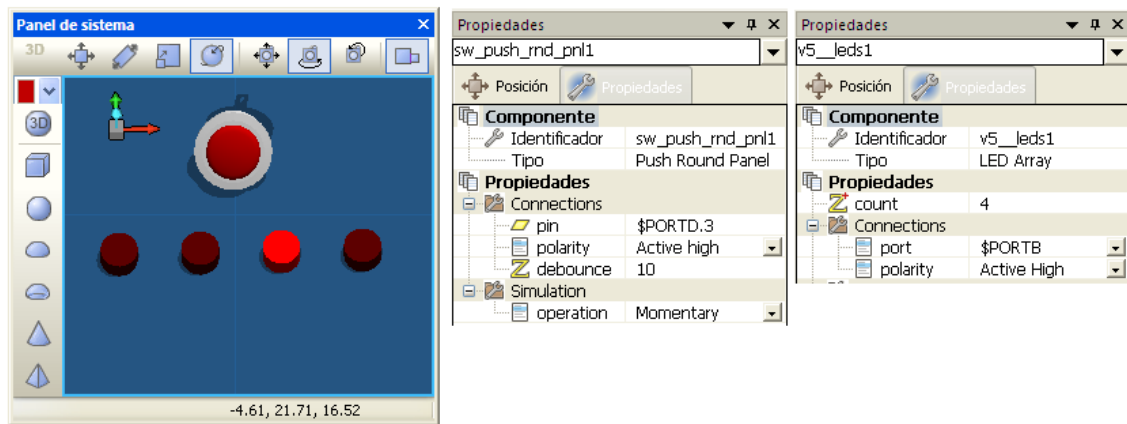 Panel de sistema
3D
3D
-4.61, 21.71, 16.52
Propiedades
sw_push_rnd_pnl1
Posición Propiedades
Componente
Identificador sw_push_rnd_pnl1
Tipo Push Round Panel
Propiedades
Connections
pin $PORTD.3
polarity Active high
debounce 10
Simulation
operation Momentary
Propiedades
v5__leds1
Posición Propiedades
Componente
Identificador v5__leds1
Tipo LED Array
Propiedades
count 4
Connections
port $PORTB
polarity Active High